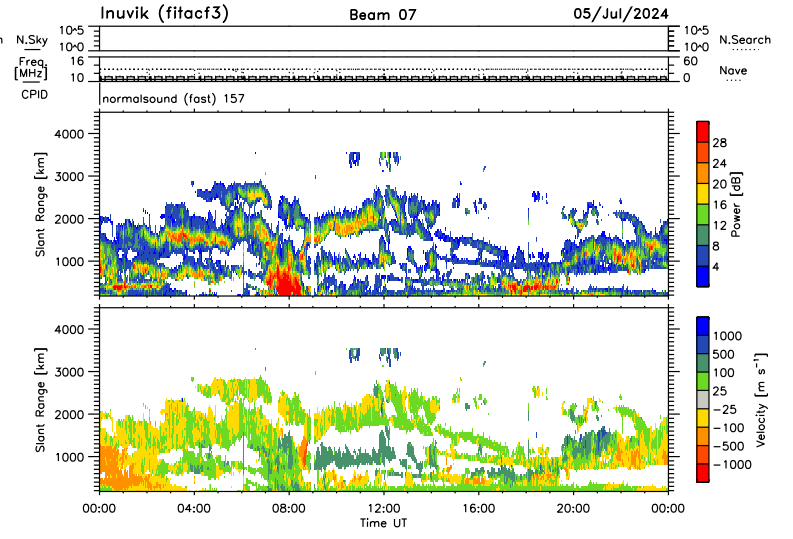 Inuvik (fitacf3) Beam 07 05/Jul/2024
N.Sky 10^5 10^0 10^5 10^0 N.Search
Freq. [MHz] 16 10 60 0 Nave
CPID normalsound (fast) 157
Slant Range [km]
4000
3000
2000
1000
Power [dB]
28
24
20
16
12
8
4
Slant Range [km]
4000
3000
2000
1000
Velocity [m s⁻¹]
1000
500
100
25
−25
−100
−500
−1000
00:00 04:00 08:00 12:00 16:00 20:00 00:00
Time UT